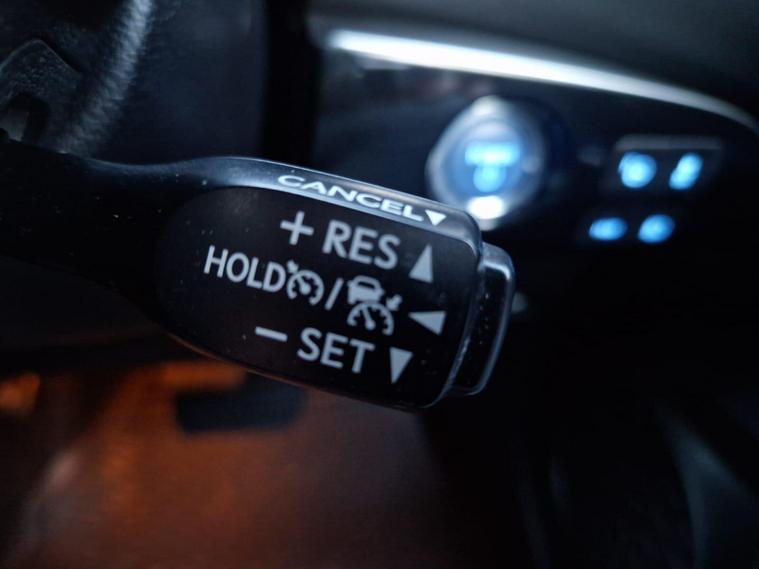 CANCEL▼
+ RES ▲
HOLD / ◀
− SET ▼